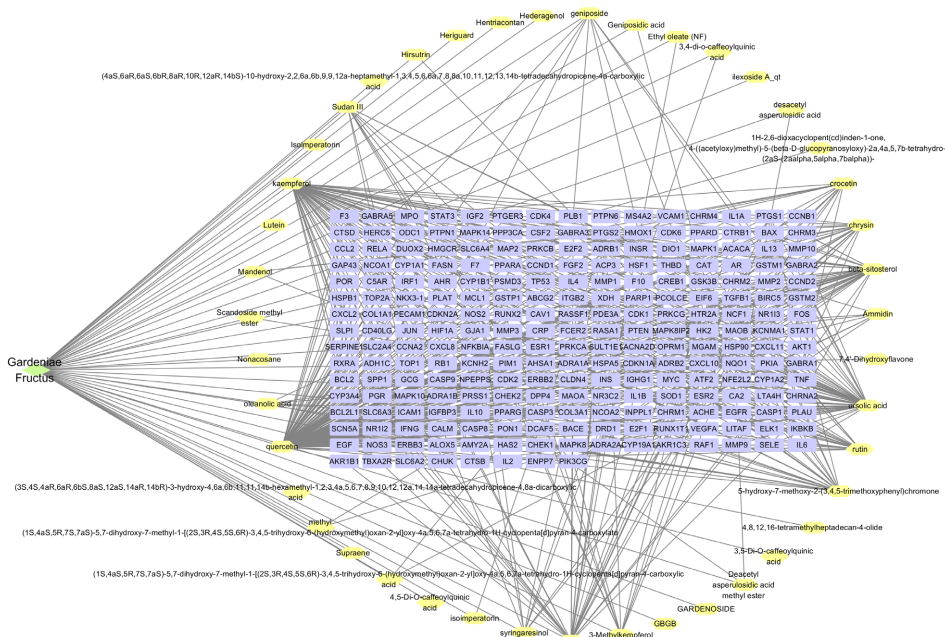 Hederagenol
Hentriacontan
Heriguard
Hirsutrin
geniposide
Geniposidic acid
Ethyl oleate (NF)
3,4-di-o-caffeoylquinic
acid
ilexoside A_qt
(4aS,6aR,6aS,6bR,8aR,10R,12aR,14bS)-10-hydroxy-2,2,6a,6b,9,9,12a-heptamethyl-1,3,4,5,6,6a,7,8,8a,10,11,12,13,14b-tetradecahydropicene-4a-carboxylic
acid
Sudan III
desacetyl
asperulosidic acid
Isoimperatorin
1H-2,6-dioxacyclopent(cd)inden-1-one,
4-((acetyloxy)methyl)-5-(beta-D-glucopyranosyloxy)-2a,4a,5,7b-tetrahydro-
(2aS-(2aalpha,5alpha,7balpha))-
kaempferol
crocetin
Lutein
chrysin
Mandenol
beta-sitosterol
Scandoside methyl
ester
Ammidin
Nonacosane
7,4'-Dihydroxyflavone
Gardeniae
Fructus
oleanolic acid
ursolic acid
quercetin
rutin
F3 GABRA5 MPO STAT3 IGF2 PTGER3 CDK4 PLB1 PTPN6 MS4A2 VCAM1 CHRM4 IL1A PTGS1 CCNB1
CTSD HERC5 ODC1 PTPN1 MAPK14 PPP3CA CSF2 GABRA3 PTGS2 HMOX1 CDK6 PPARD CTRB1 BAX CHRM3
CCL2 RELA DUOX2 HMGCR SLC6A4 MAP2 PRKCB E2F2 ADRB1 INSR DIO1 MAPK1 ACACA IL13 MMP10
GAP43 NCOA1 CYP1A1 FASN F7 PPARA CCND1 FGF2 ACP3 HSF1 THBD CAT AR GSTM1 GABRA2
POR C5AR IRF1 AHR CYP1B1 PSMD3 TP53 IL4 MMP1 F10 CREB1 GSK3B CHRM2 MMP2 CCND2
HSPB1 TOP2A NKX3-1 PLAT MCL1 GSTP1 ABCG2 ITGB2 XDH PARP1 PCOLCE EIF6 TGFB1 BIRC5 GSTM2
CXCL2 COL1A1 PECAM1 CDKN2A NOS2 RUNX2 CAV1 RASSF1 PDE3A CDK1 PRKCG HTR2A NCF1 NR1I3 FOS
SLPI CD40LG JUN HIF1A GJA1 MMP3 CRP FCER2 RASA1 PTEN MAPK8IP2 HK2 MAOB KCNMA1 STAT1
SERPINE1 SLC2A4 CCNA2 CXCL8 NFKBIA FASLG ESR1 PRKCA SULT1E1 CACNA2D1 OPRM1 MGAM HSP90 CXCL11 AKT1
RXRA ADH1C TOP1 RB1 KCNH2 PIM1 AHSA1 ADRA1A HSPA5 CDKN1A ADRB2 CXCL10 NQO1 PKIA GABRA1
BCL2 SPP1 GCG CASP9 NPEPPS CDK2 ERBB2 CLDN4 INS IGHG1 MYC ATF2 NFE2L2 CYP1A2 TNF
CYP3A4 PLG MAPK10 ADRA1B PRSS1 CHEK2 DPP4 MAOA NR3C2 IL1B SOD1 ESR2 CA2 LTA4H CHRNA2
BCL2L1 SLC6A3 ICAM1 IGFBP3 IL10 PPARG CASP3 COL3A1 NCOA2 INPPL1 CHRM1 ACHE EGFR CASP1 PLAU
SCN5A NR1I2 IFNG CALM CASP8 PON1 DCAF5 BACE DRD1 E2F1 RUNX1T1 VEGFA LITAF ELK1 IKBKB
EGF NOS3 ERBB3 ALOX5 AMY2A HAS2 CHEK1 MAPK8 ADRA2A CYP19A1 AKR1C3 RAF1 MMP9 SELE IL6
AKR1B1 TBXA2R SLC6A2 CHUK CTSB IL2 ENPP7 PIK3CG
(3S,4S,4aR,6aR,6bS,8aS,12aS,14aR,14bR)-3-hydroxy-4,6a,6b,11,11,14b-hexamethyl-1,2,3,4a,5,6,7,8,9,10,12,12a,14,14a-tetradecahydropicene-4,8a-dicarboxylic
acid
5-hydroxy-7-methoxy-2-(3,4,5-trimethoxyphenyl)chromone
methyl
(1S,4aS,5R,7S,7aS)-5,7-dihydroxy-7-methyl-1-[(2S,3R,4S,5S,6R)-3,4,5-trihydroxy-6-(hydroxymethyl)oxan-2-yl]oxy-4a,5,6,7a-tetrahydro-1H-cyclopenta[d]pyran-4-carboxylate
4,8,12,16-tetramethylheptadecan-4-olide
Supraene
3,5-Di-O-caffeoylquinic
acid
(1S,4aS,5R,7S,7aS)-5,7-dihydroxy-7-methyl-1-[(2S,3R,4S,5S,6R)-3,4,5-trihydroxy-6-(hydroxymethyl)oxan-2-yl]oxy-4a,5,6,7a-tetrahydro-1H-cyclopenta[d]pyran-4-carboxylic
acid
Deacetyl
asperulosidic acid
methyl ester
4,5-Di-O-caffeoylquinic
acid
GARDENOSIDE
isoimperatorin
GBGB
syringaresinol
3-Methylkempferol